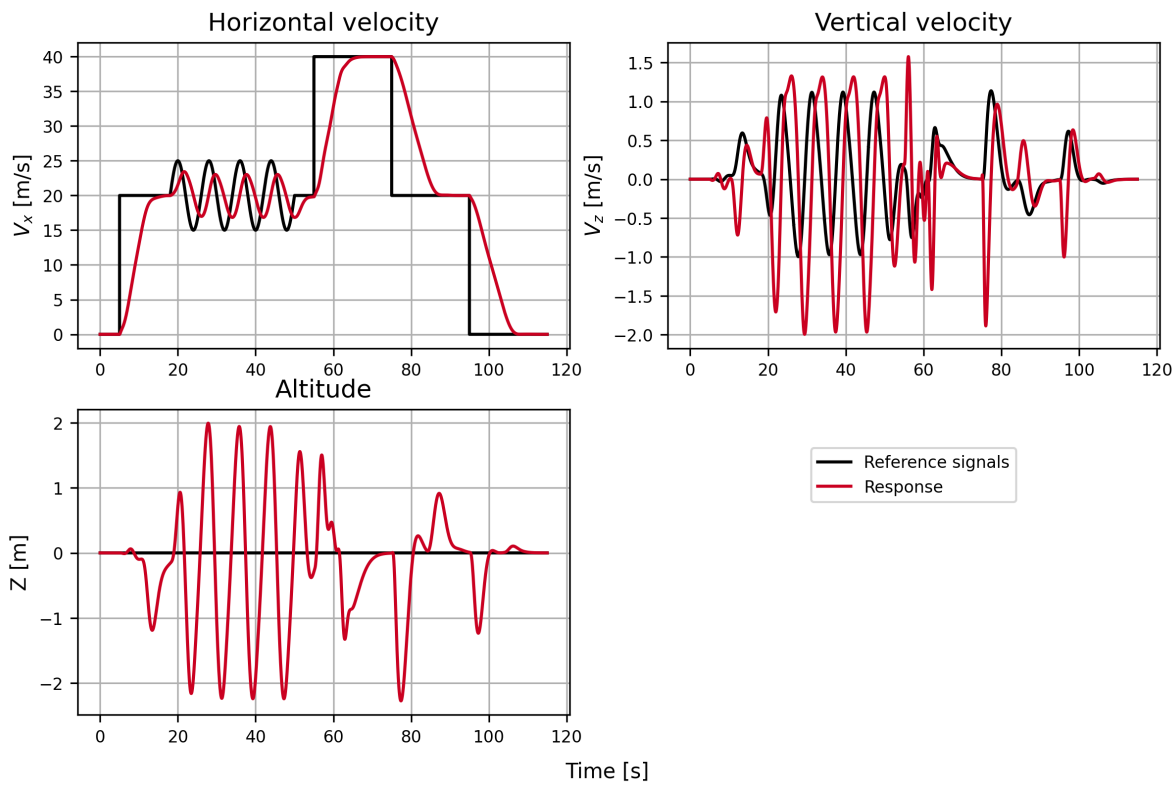 Horizontal velocity
40
35
30
25
20
15
10
5
0
V_x [m/s]
0 20 40 60 80 100 120
Vertical velocity
1.5
1.0
0.5
0.0
−0.5
−1.0
−1.5
−2.0
V_z [m/s]
0 20 40 60 80 100 120
Altitude
2
1
0
−1
−2
Z [m]
0 20 40 60 80 100 120
Reference signals
Response
Time [s]